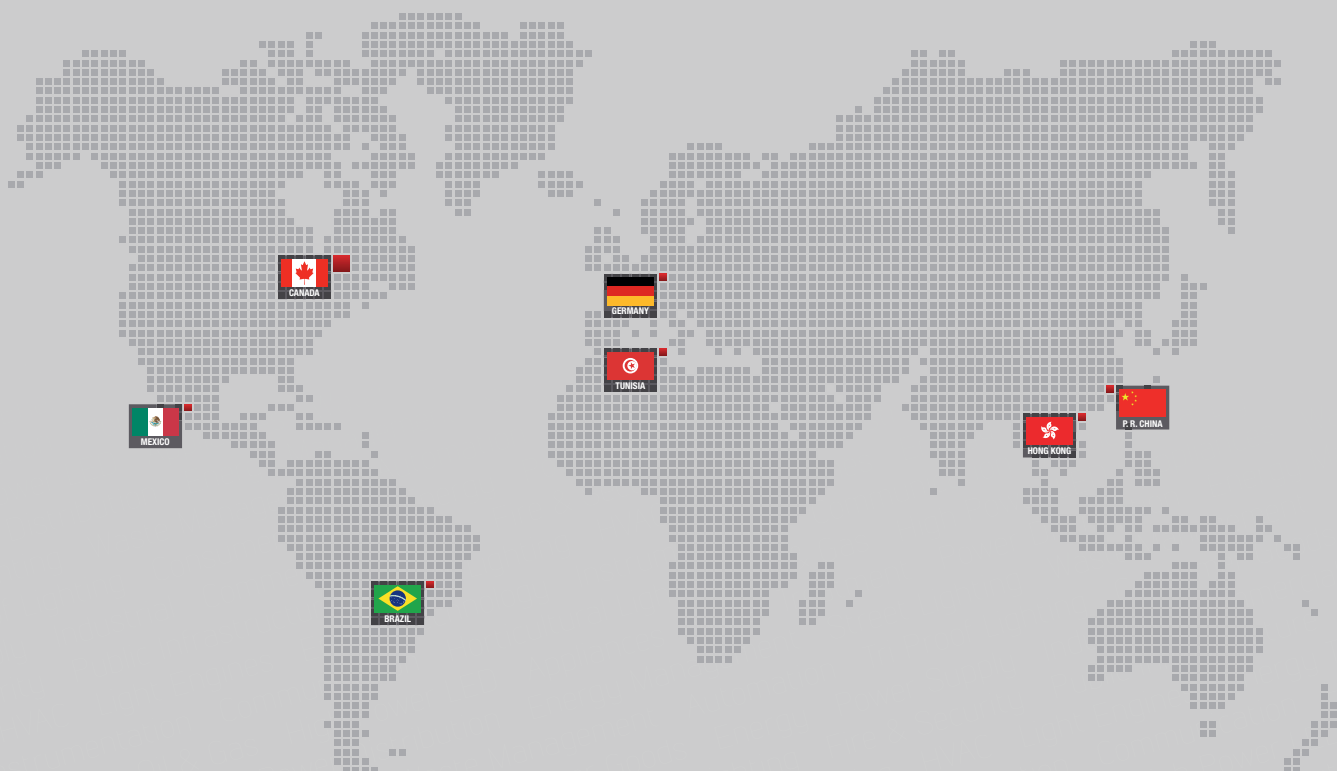 CANADA
GERMANY
TUNISIA
MEXICO
P. R. CHINA
HONG KONG
BRAZIL